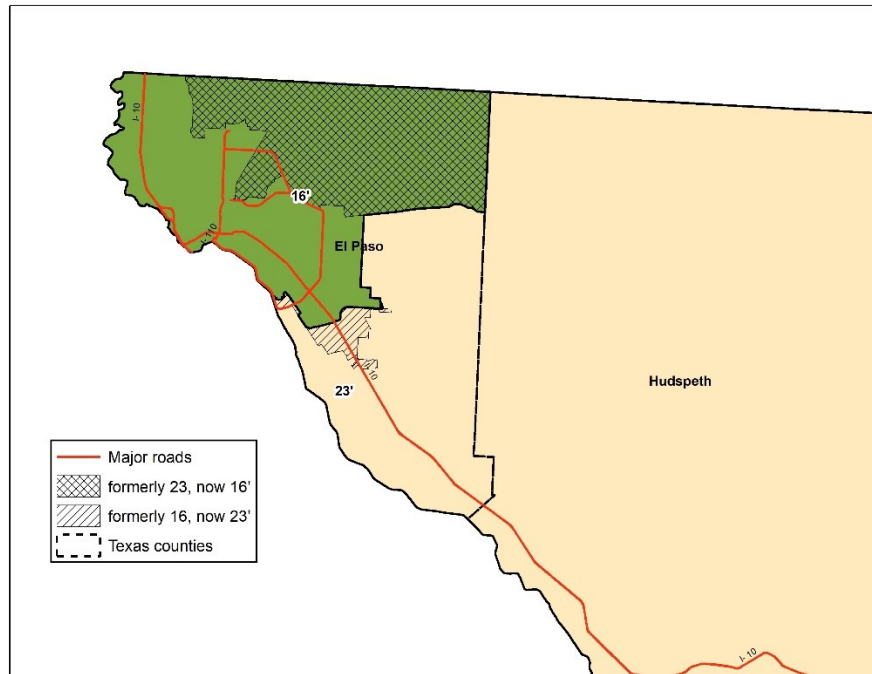 I- 10
16'
I- 110
El Paso
I- 10
23'
Hudspeth
Major roads
formerly 23, now 16'
formerly 16, now 23'
Texas counties
I- 10